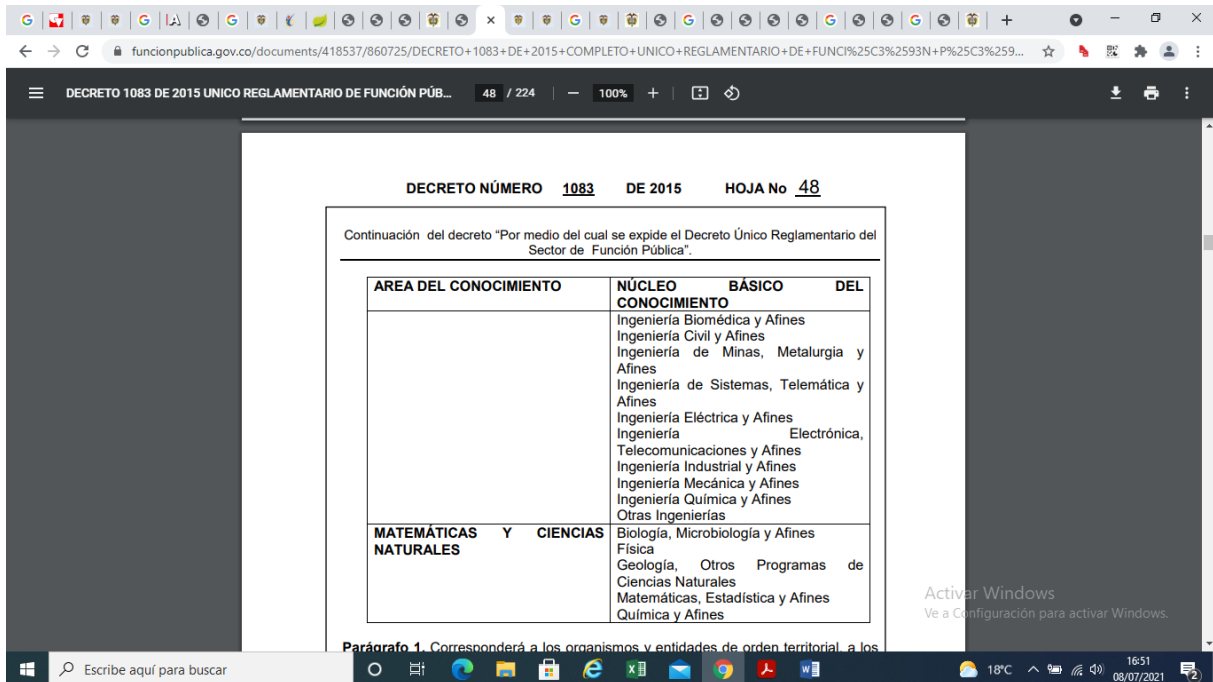 funcionpublica.gov.co/documents/418537/860725/DECRETO+1083+DE+2015+COMPLETO+UNICO+REGLAMENTARIO+DE+FUNCI%25C3%2593N+P%25C3%259...
DECRETO 1083 DE 2015 UNICO REGLAMENTARIO DE FUNCIÓN PÚB... 48 / 224 100%
DECRETO NÚMERO 1083 DE 2015 HOJA No 48
Continuación del decreto “Por medio del cual se expide el Decreto Único Reglamentario del
Sector de Función Pública”.
AREA DEL CONOCIMIENTO
NÚCLEO BÁSICO DEL
CONOCIMIENTO
Ingeniería Biomédica y Afines
Ingeniería Civil y Afines
Ingeniería de Minas, Metalurgia y
Afines
Ingeniería de Sistemas, Telemática y
Afines
Ingeniería Eléctrica y Afines
Ingeniería Electrónica,
Telecomunicaciones y Afines
Ingeniería Industrial y Afines
Ingeniería Mecánica y Afines
Ingeniería Química y Afines
Otras Ingenierías
MATEMÁTICAS Y CIENCIAS
NATURALES
Biología, Microbiología y Afines
Física
Geología, Otros Programas de
Ciencias Naturales
Matemáticas, Estadística y Afines
Química y Afines
Parágrafo 1. Corresponderá a los organismos y entidades de orden territorial, a los
Activar Windows
Ve a Configuración para activar Windows.
Escribe aquí para buscar
18°C
16:51
08/07/2021
2